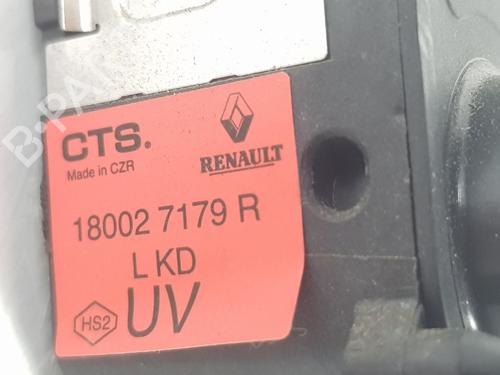 CTS.
Made in CZR
RENAULT
18002 7179 R
L KD
HS2
UV
B-PARTS